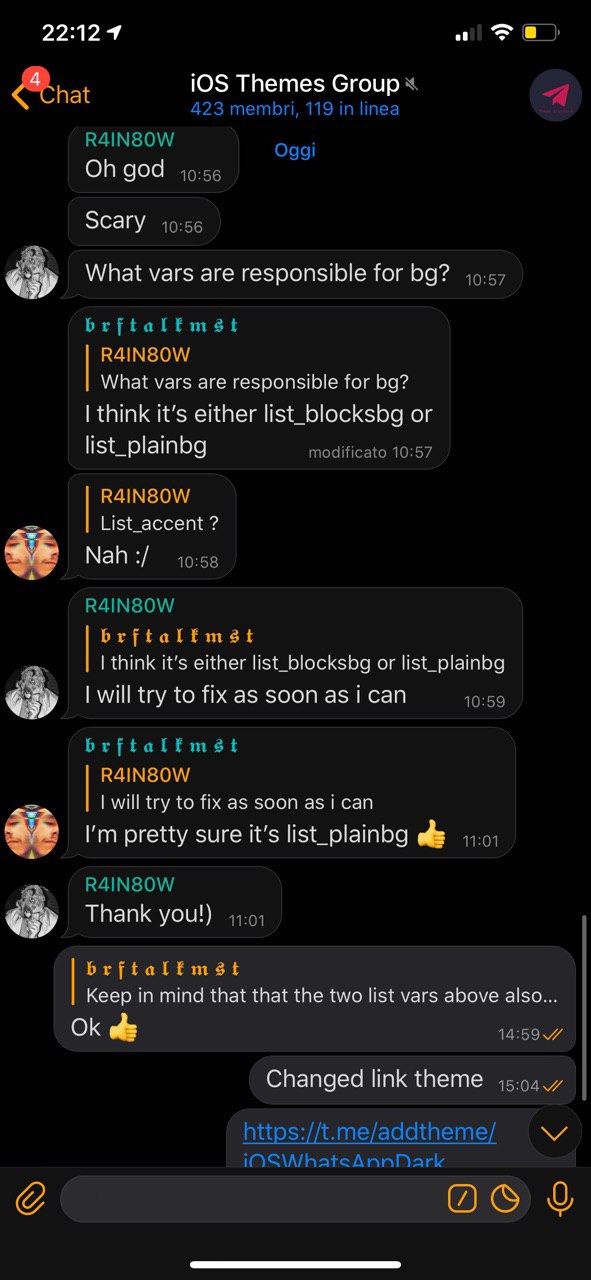 22:12
4
Chat
iOS Themes Group
423 membri, 119 in linea
Oggi
R4IN80W
Oh god 10:56
Scary 10:56
What vars are responsible for bg? 10:57
𝖇 𝖗 𝖋 𝖙 𝖆 𝖑 𝖐 𝖒 𝖘 𝖙
R4IN80W
What vars are responsible for bg?
I think it’s either list_blocksbg or
list_plainbg modificato 10:57
R4IN80W
List_accent ?
Nah :/ 10:58
R4IN80W
𝖇 𝖗 𝖋 𝖙 𝖆 𝖑 𝖐 𝖒 𝖘 𝖙
I think it’s either list_blocksbg or list_plainbg
I will try to fix as soon as i can 10:59
𝖇 𝖗 𝖋 𝖙 𝖆 𝖑 𝖐 𝖒 𝖘 𝖙
R4IN80W
I will try to fix as soon as i can
I’m pretty sure it’s list_plainbg 👍 11:01
R4IN80W
Thank you!) 11:01
𝖇 𝖗 𝖋 𝖙 𝖆 𝖑 𝖐 𝖒 𝖘 𝖙
Keep in mind that that the two list vars above also...
Ok 👍 14:59
Changed link theme 15:04
https://t.me/addtheme/
iOSWhatsAppDark